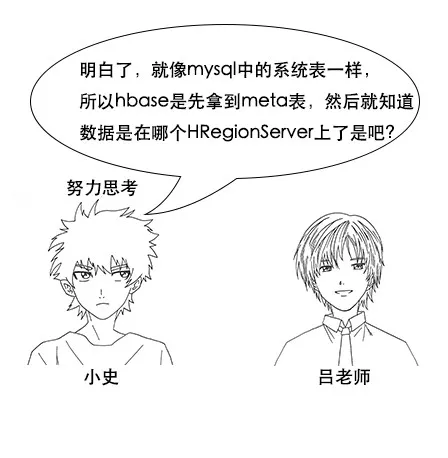 明白了，就像mysql中的系统表一样，
所以hbase是先拿到meta表，然后就知道
数据是在哪个HRegionServer上了是吧?
努力思考
小史
吕老师